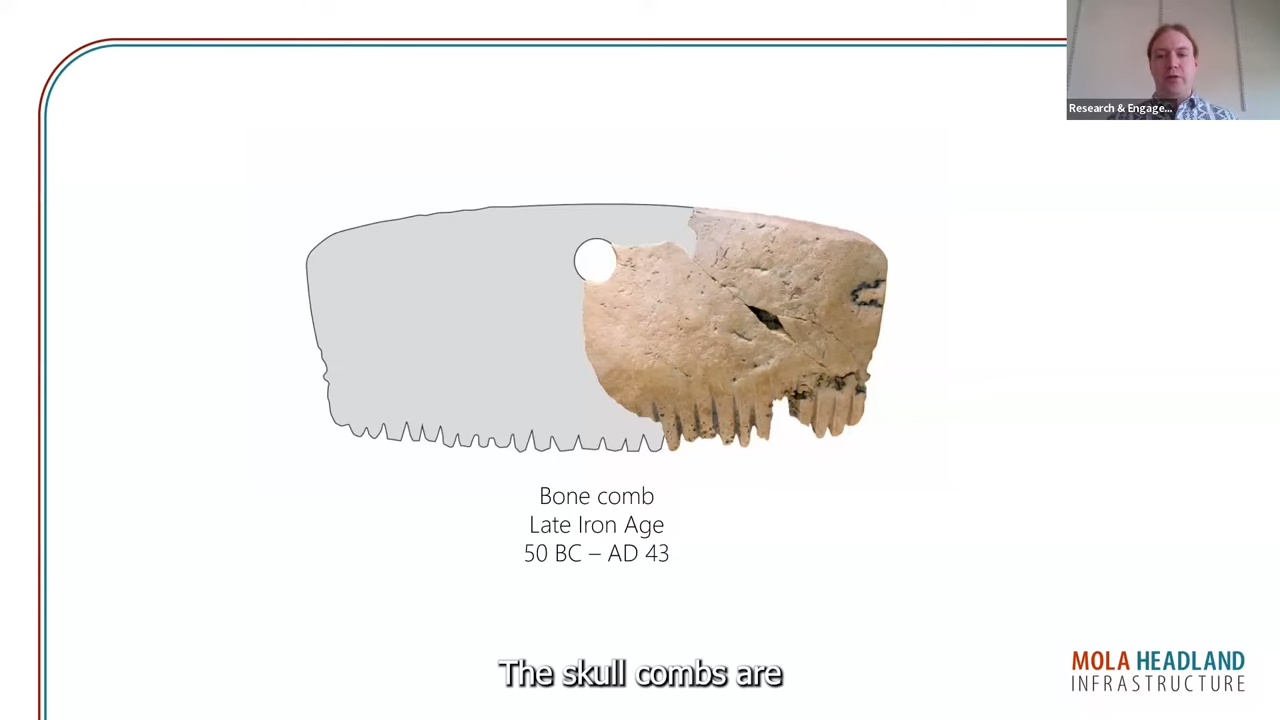 Research & Engage...
Bone comb
Late Iron Age
50 BC – AD 43
The skull combs are
MOLA HEADLAND
INFRASTRUCTURE